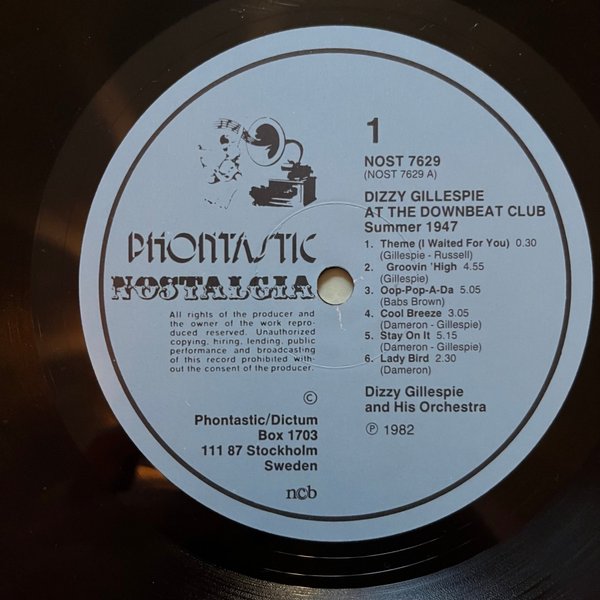 PHONTASTIC
NOSTALGIA
All rights of the producer and
the owner of the work repro-
duced reserved. Unauthorized
copying, hiring, lending, public
performance and broadcasting
of this record prohibited with-
out the consent of the producer.
©
Phontastic/Dictum
Box 1703
111 87 Stockholm
Sweden
ncb
1
NOST 7629
(NOST 7629 A)
DIZZY GILLESPIE
AT THE DOWNBEAT CLUB
Summer 1947
1. Theme (I Waited For You) 0.30
(Gillespie - Russell)
2. Groovin 'High 4.55
(Gillespie)
3. Oop-Pop-A-Da 5.05
(Babs Brown)
4. Cool Breeze 3.05
(Dameron - Gillespie)
5. Stay On It 5.15
(Dameron - Gillespie)
6. Lady Bird 2.30
(Dameron)
Dizzy Gillespie
and His Orchestra
℗ 1982